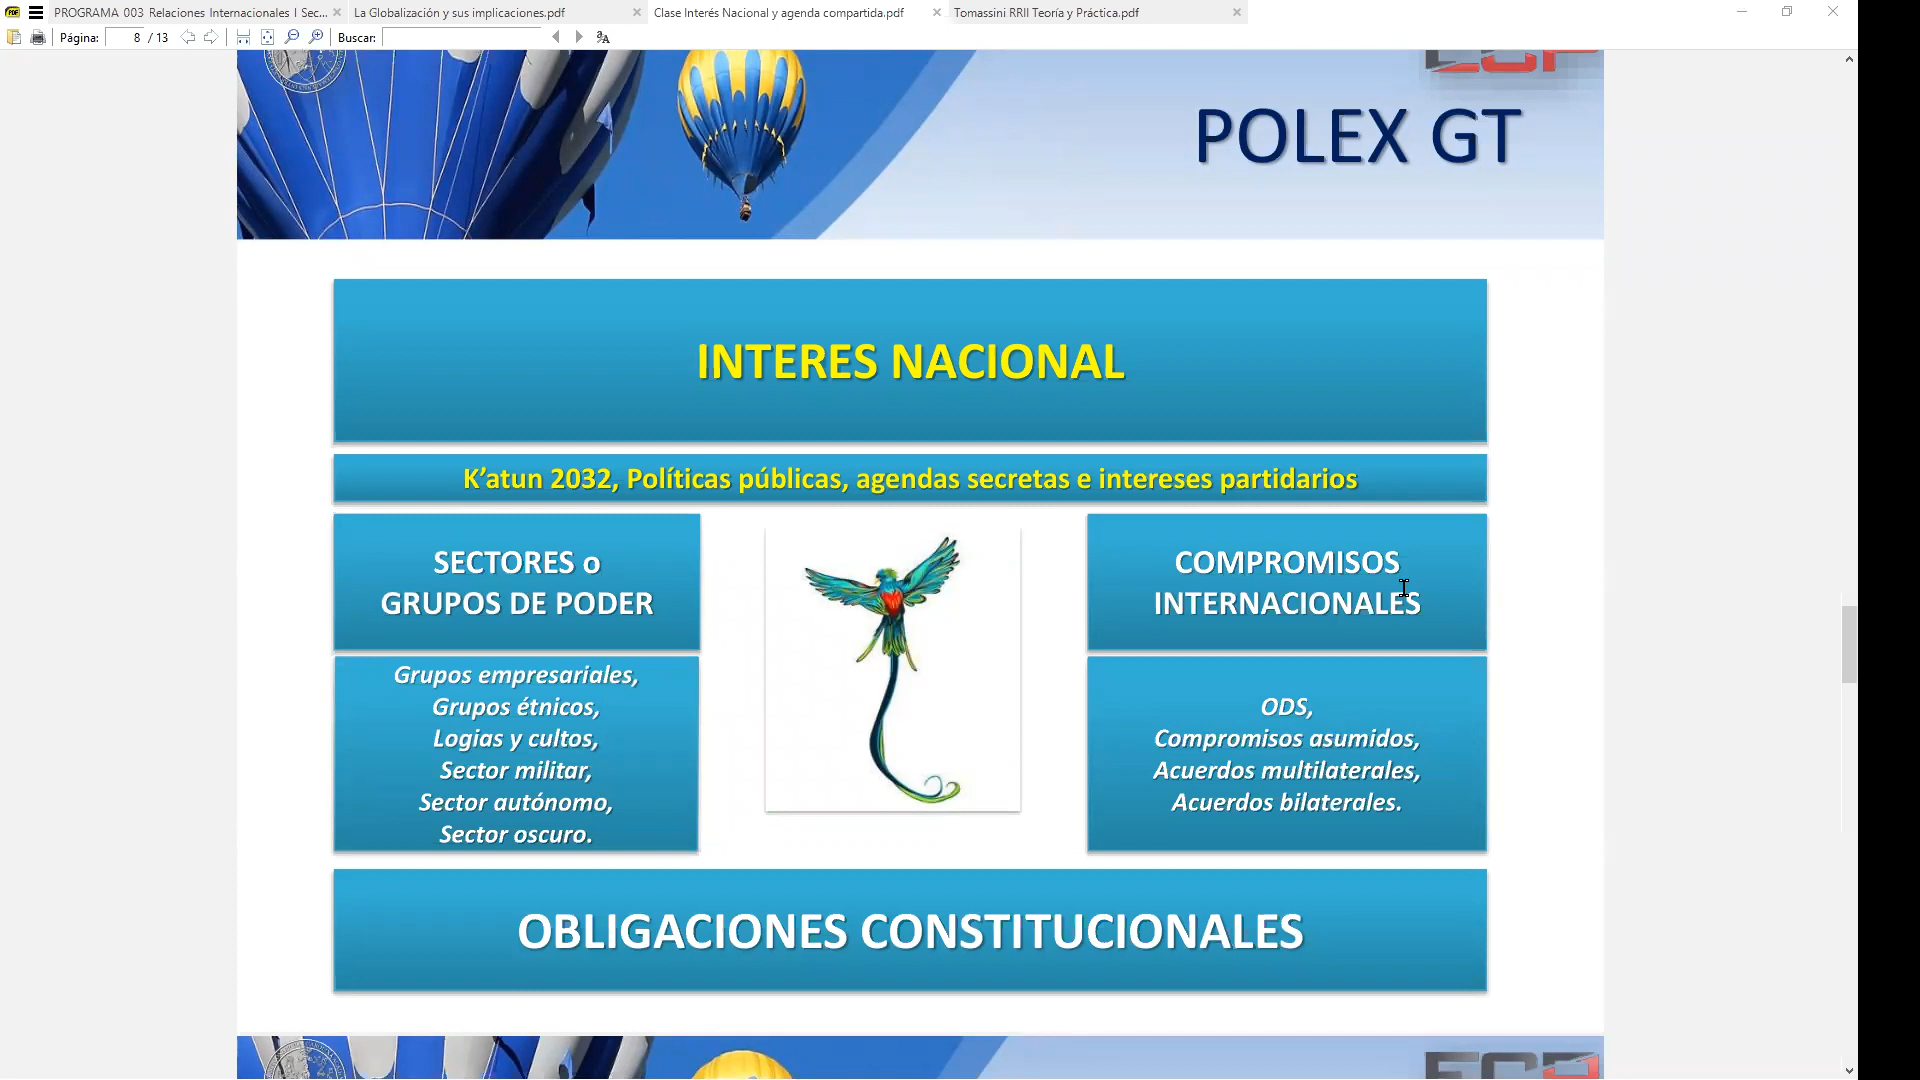 PROGRAMA 003 Relaciones Internacionales I Sec...
La Globalización y sus implicaciones.pdf
Clase Interés Nacional y agenda compartida.pdf
Tomassini RRII Teoría y Práctica.pdf
Página: 8 / 13
Buscar:
POLEX GT
INTERES NACIONAL
K’atun 2032, Políticas públicas, agendas secretas e intereses partidarios
SECTORES o
GRUPOS DE PODER
Grupos empresariales,
Grupos étnicos,
Logias y cultos,
Sector militar,
Sector autónomo,
Sector oscuro.
COMPROMISOS
INTERNACIONALES
ODS,
Compromisos asumidos,
Acuerdos multilaterales,
Acuerdos bilaterales.
OBLIGACIONES CONSTITUCIONALES